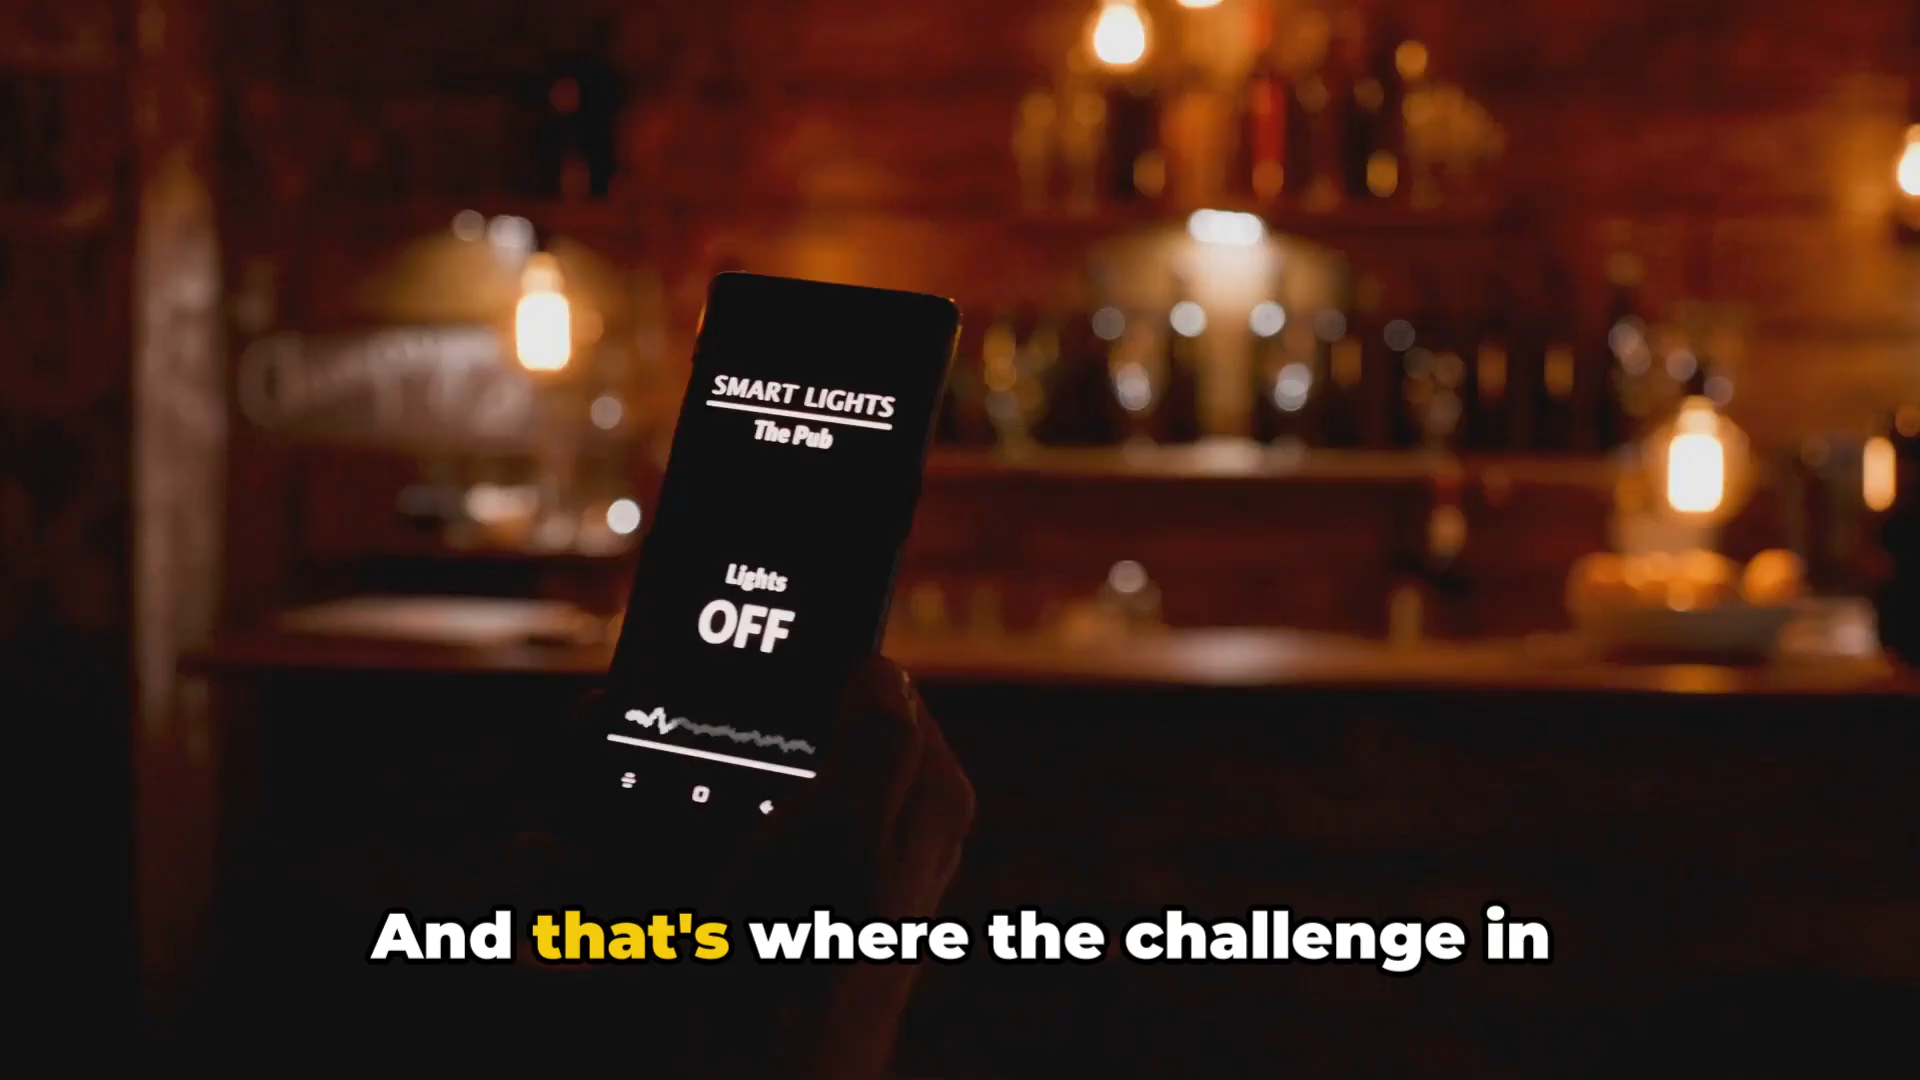 SMART LIGHTS
The Pub
Lights
OFF
And that's where the challenge in